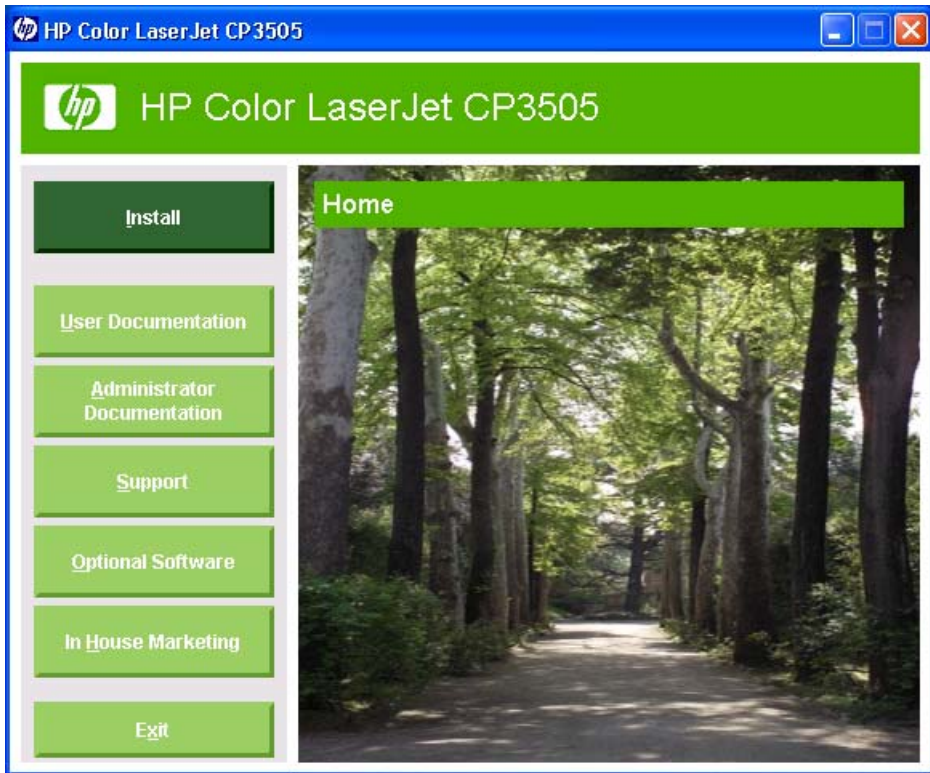 HP Color LaserJet CP3505
hp HP Color LaserJet CP3505
Install
Home
User Documentation
Administrator
Documentation
Support
Optional Software
In House Marketing
Exit